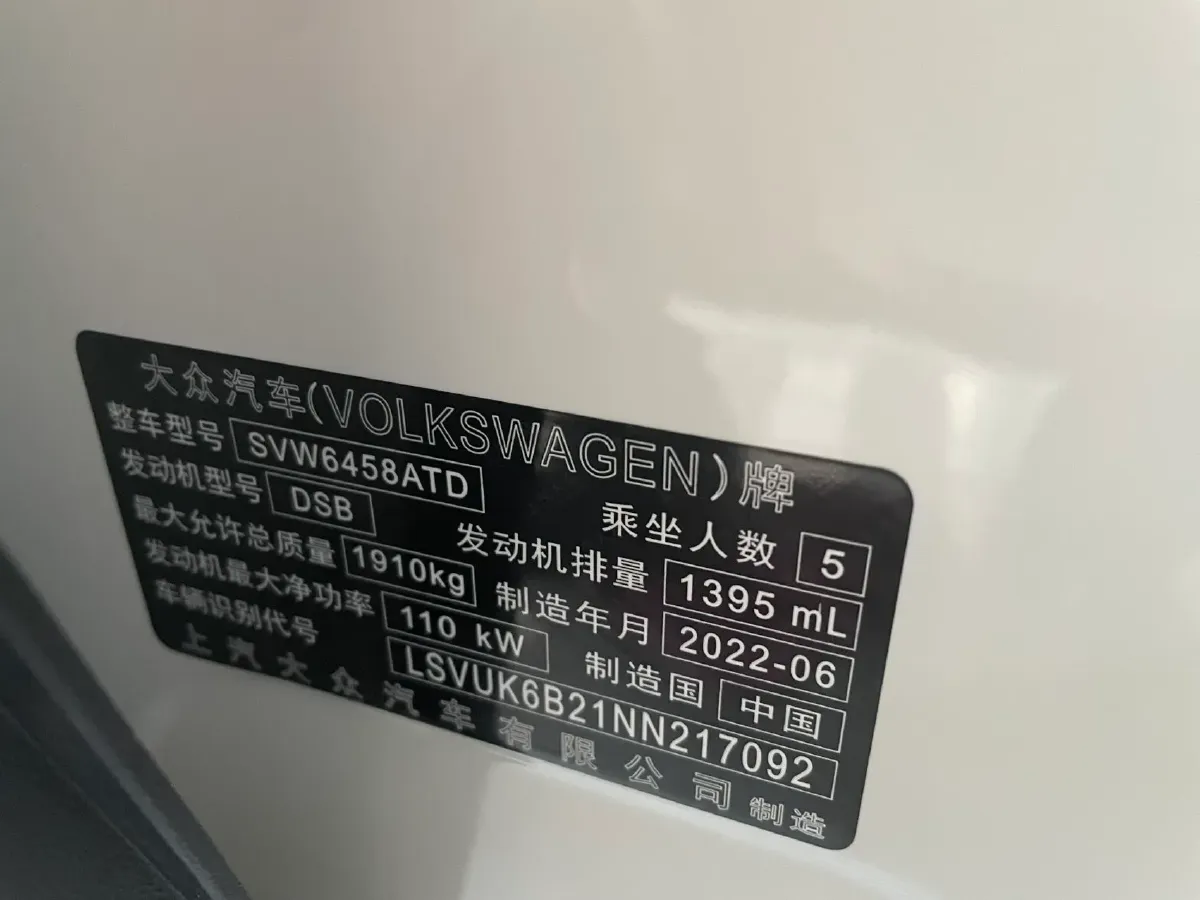 大众汽车(VOLKSWAGEN)牌
整车型号 SVW6458ATD 乘坐人数 5
发动机型号 DSB 发动机排量 1395 mL
最大允许总质量 1910kg 制造年月 2022-06
发动机最大净功率 110 kW 制造国 中国
车辆识别代号 LSVUK6B21NN217092
上汽大众汽车有限公司制造